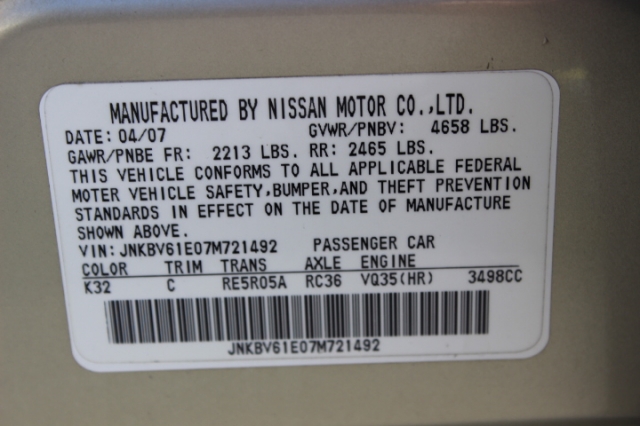 MANUFACTURED BY NISSAN MOTOR CO.,LTD.
DATE: 04/07 GVWR/PNBV: 4658 LBS.
GAWR/PNBE FR: 2213 LBS. RR: 2465 LBS.
THIS VEHICLE CONFORMS TO ALL APPLICABLE FEDERAL
MOTER VEHICLE SAFETY,BUMPER,AND THEFT PREVENTION
STANDARDS IN EFFECT ON THE DATE OF MANUFACTURE
SHOWN ABOVE.
VIN: JNKBV61E07M721492 PASSENGER CAR
COLOR TRIM TRANS AXLE ENGINE
K32 C RE5R05A RC36 VQ35(HR) 3498CC
JNKBV61E07M721492